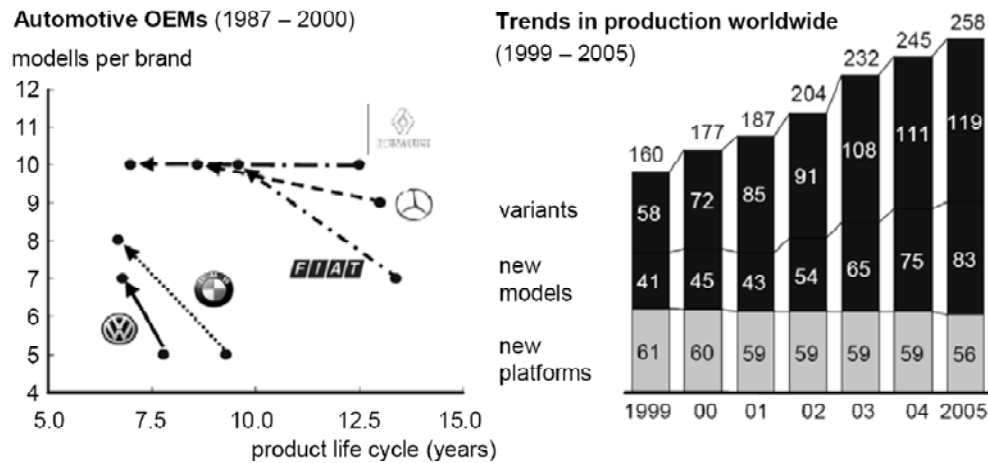 Automotive OEMs (1987 – 2000)
modells per brand
12
11
10
9
8
7
6
5
4
5.0 7.5 10.0 12.5 15.0
product life cycle (years)
FIAT
Trends in production worldwide
(1999 – 2005)
160 177 187 204 232 245 258
variants
58 72 85 91 108 111 119
new
models
41 45 43 54 65 75 83
new
platforms
61 60 59 59 59 59 56
1999 00 01 02 03 04 2005